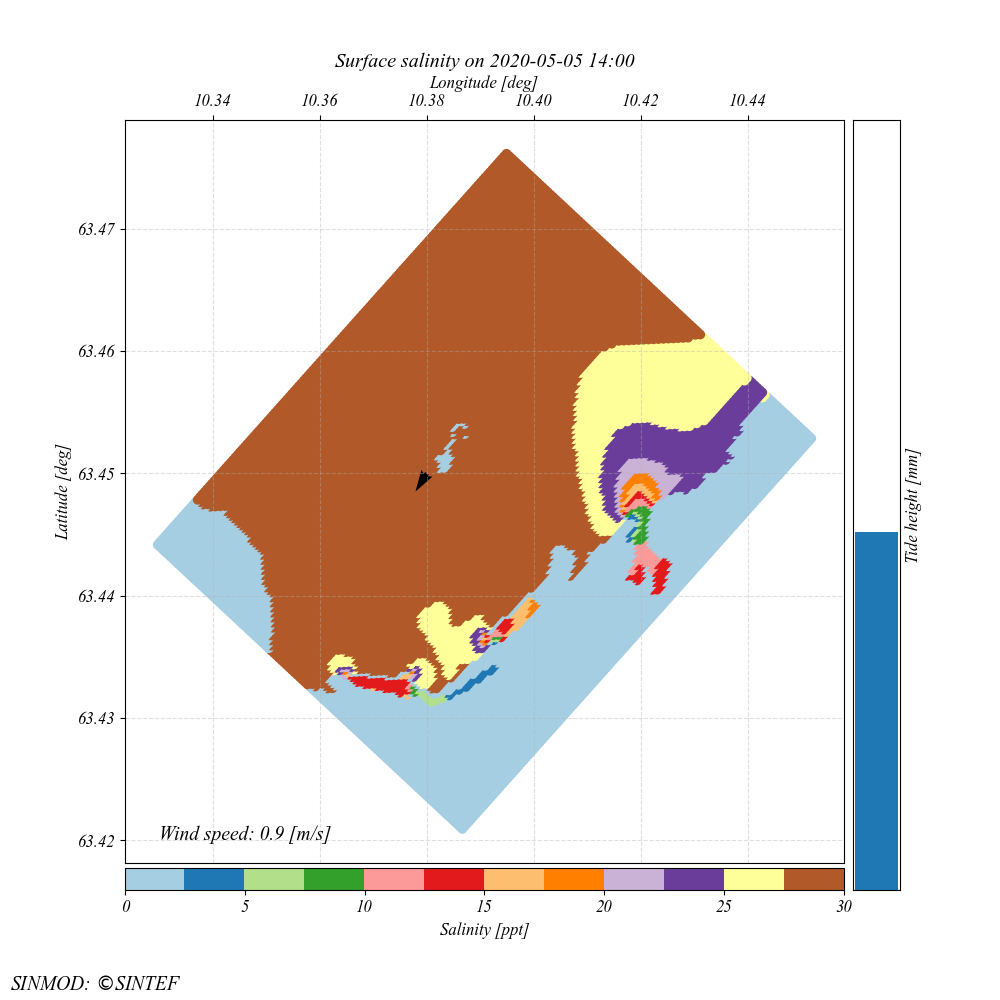 Surface salinity on 2020-05-05 14:00
Longitude [deg]
10.34 10.36 10.38 10.40 10.42 10.44
63.47
63.46
63.45
63.44
63.43
63.42
Latitude [deg]
Tide height [mm]
Wind speed: 0.9 [m/s]
0 5 10 15 20 25 30
Salinity [ppt]
SINMOD: ©SINTEF